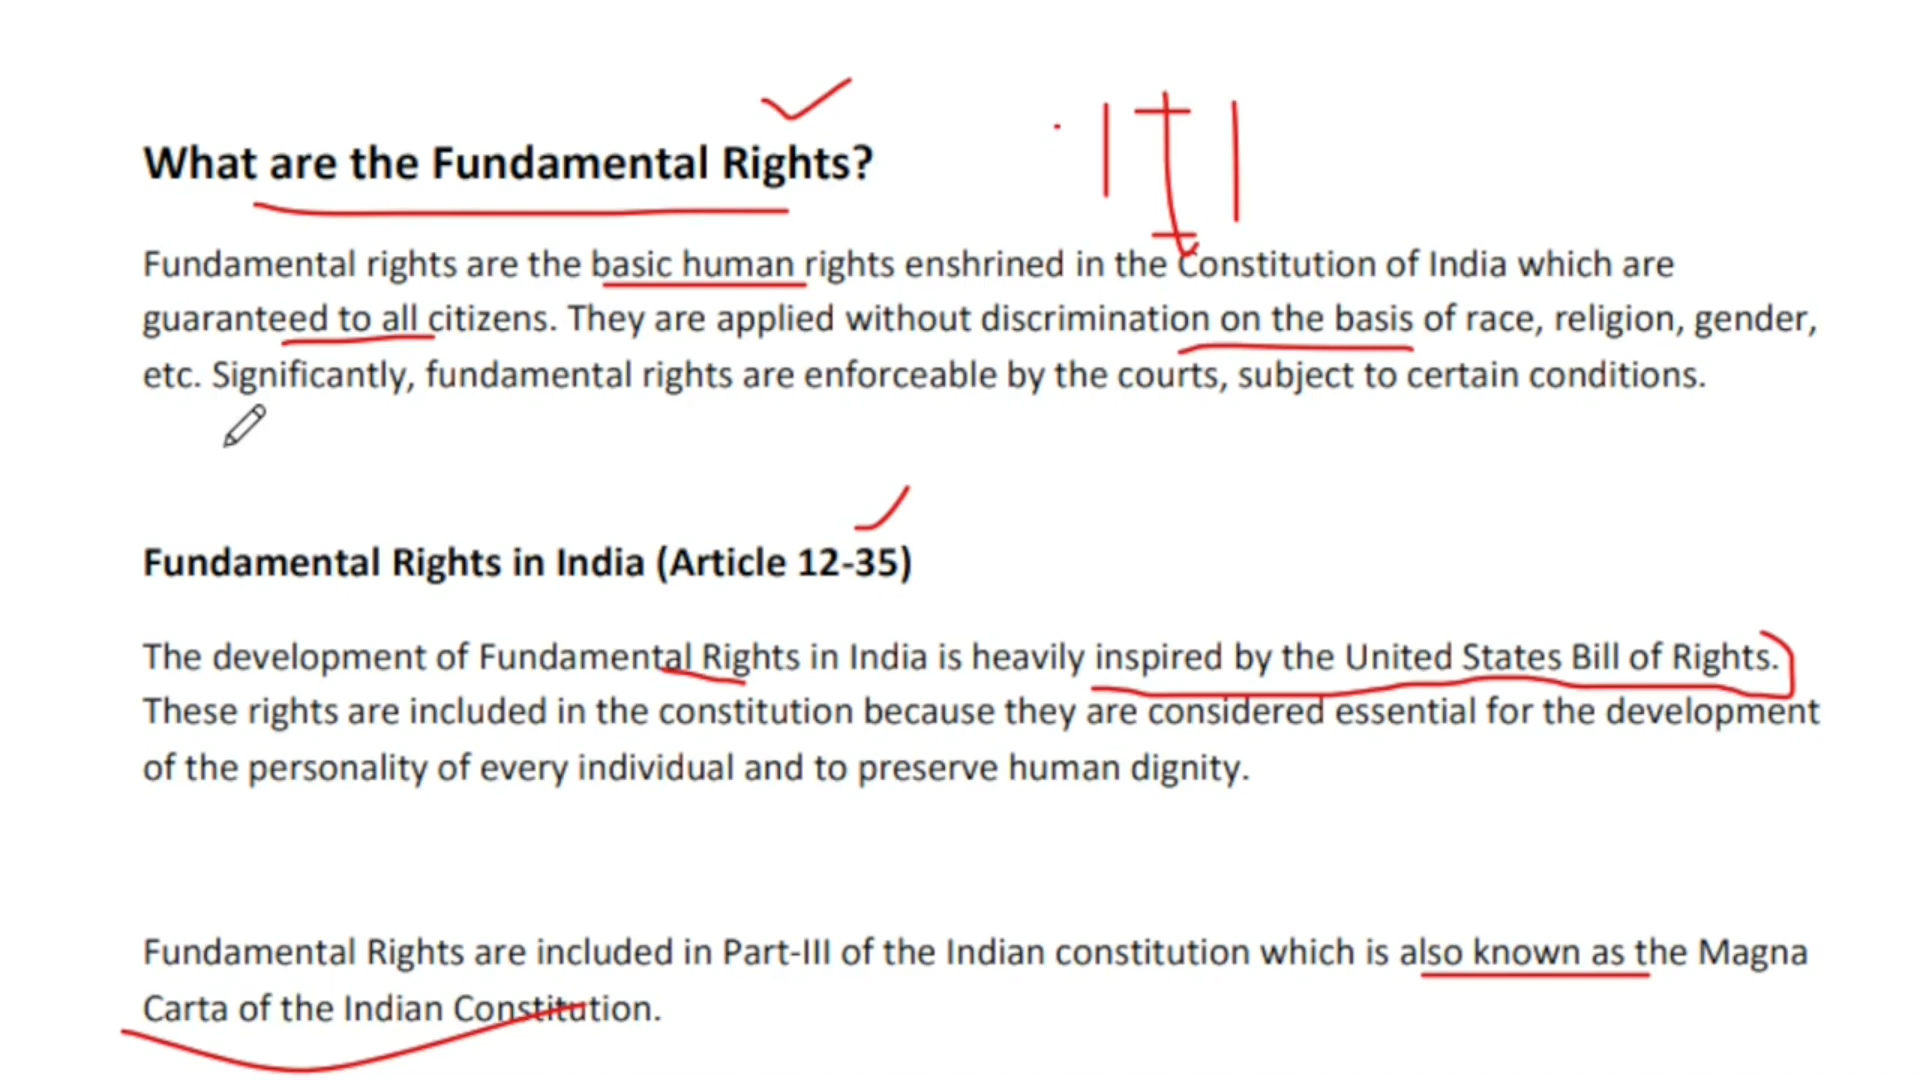 What are the Fundamental Rights?
Fundamental rights are the basic human rights enshrined in the Constitution of India which are
guaranteed to all citizens. They are applied without discrimination on the basis of race, religion, gender,
etc. Significantly, fundamental rights are enforceable by the courts, subject to certain conditions.
Fundamental Rights in India (Article 12-35)
The development of Fundamental Rights in India is heavily inspired by the United States Bill of Rights.
These rights are included in the constitution because they are considered essential for the development
of the personality of every individual and to preserve human dignity.
Fundamental Rights are included in Part-III of the Indian constitution which is also known as the Magna
Carta of the Indian Constitution.